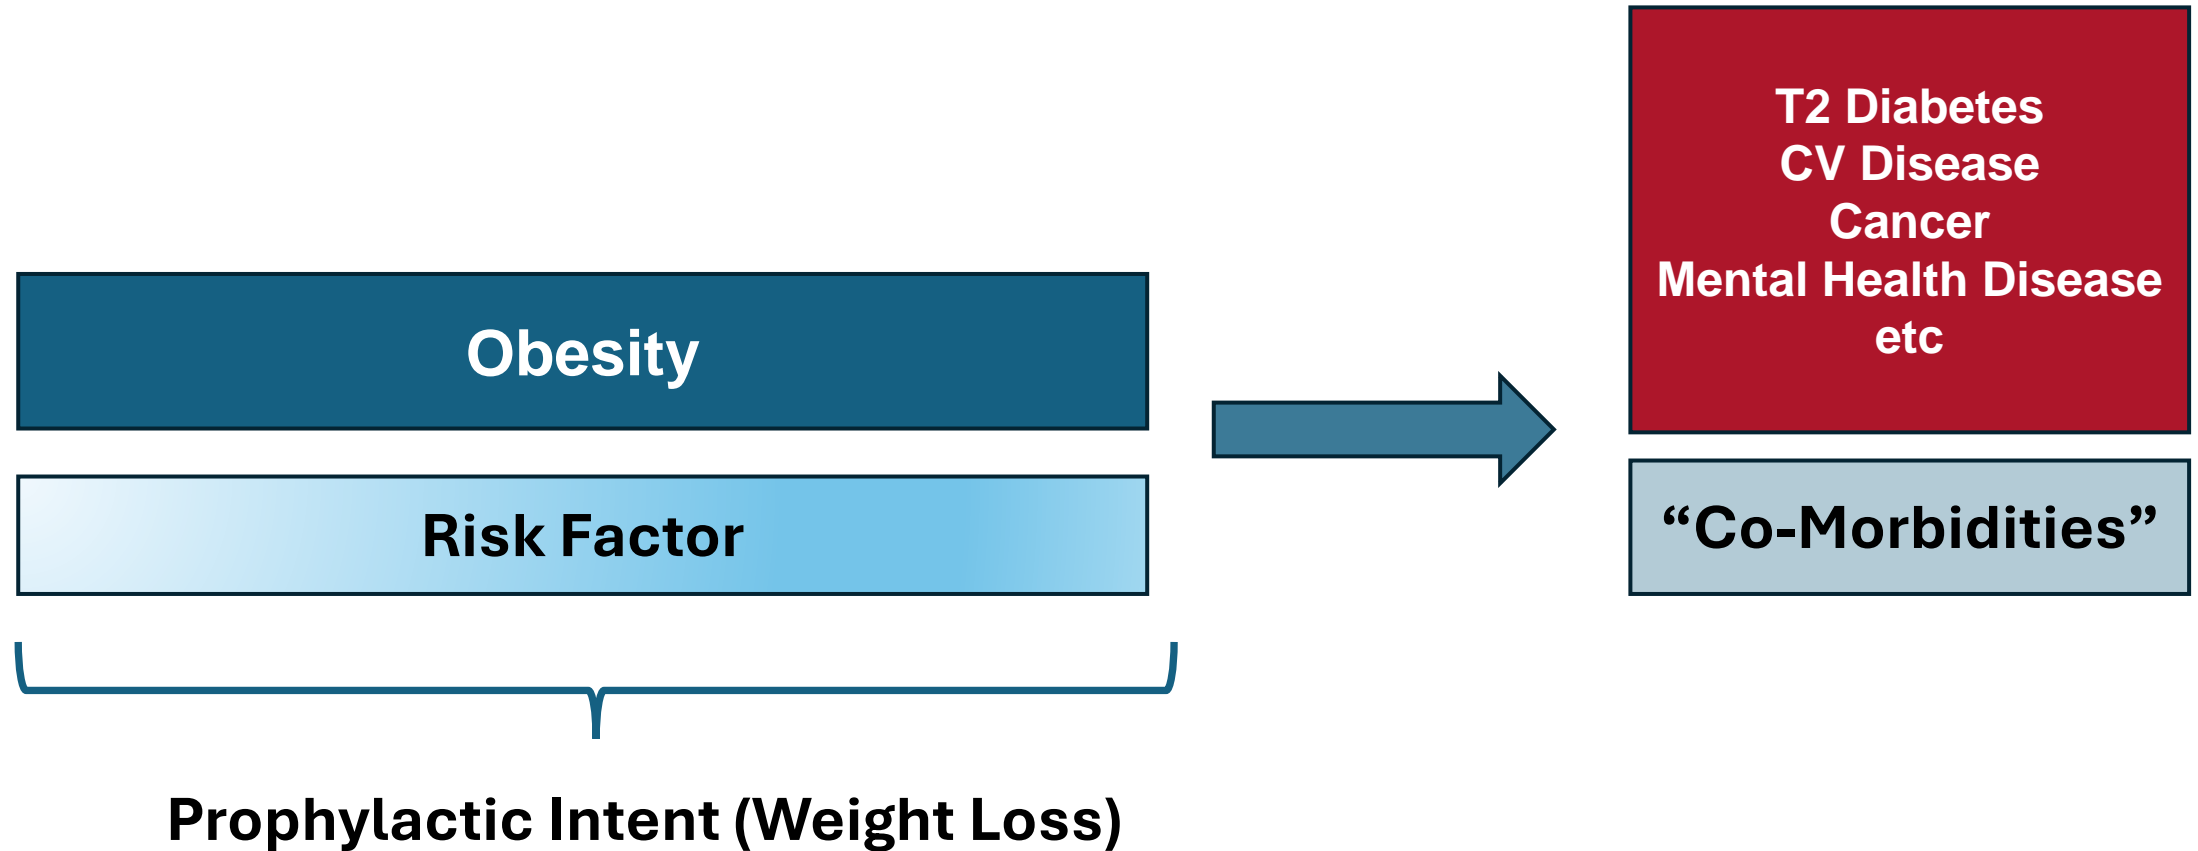 Obesity
Risk Factor
Prophylactic Intent (Weight Loss)
T2 Diabetes
CV Disease
Cancer
Mental Health Disease
etc
“Co-Morbidities”